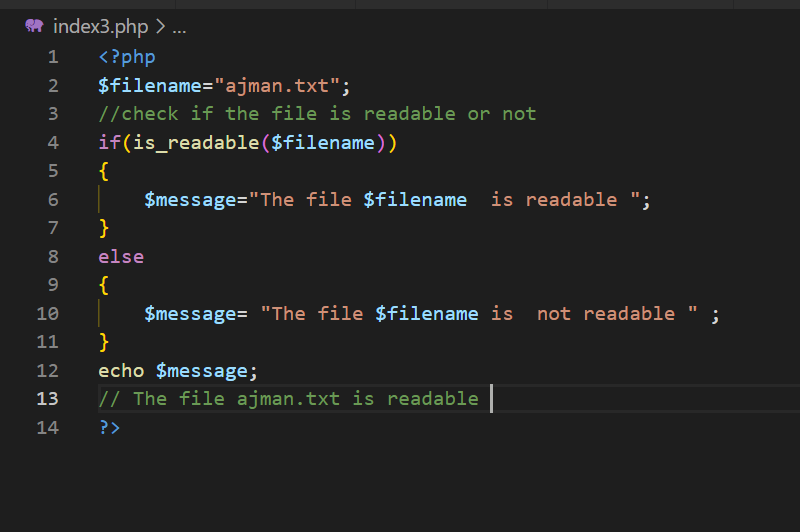 index3.php > ...
1 <?php
2 $filename="ajman.txt";
3 //check if the file is readable or not
4 if(is_readable($filename))
5 {
6     $message="The file $filename  is readable ";
7 }
8 else
9 {
10     $message= "The file $filename is  not readable " ;
11 }
12 echo $message;
13 // The file ajman.txt is readable
14 ?>